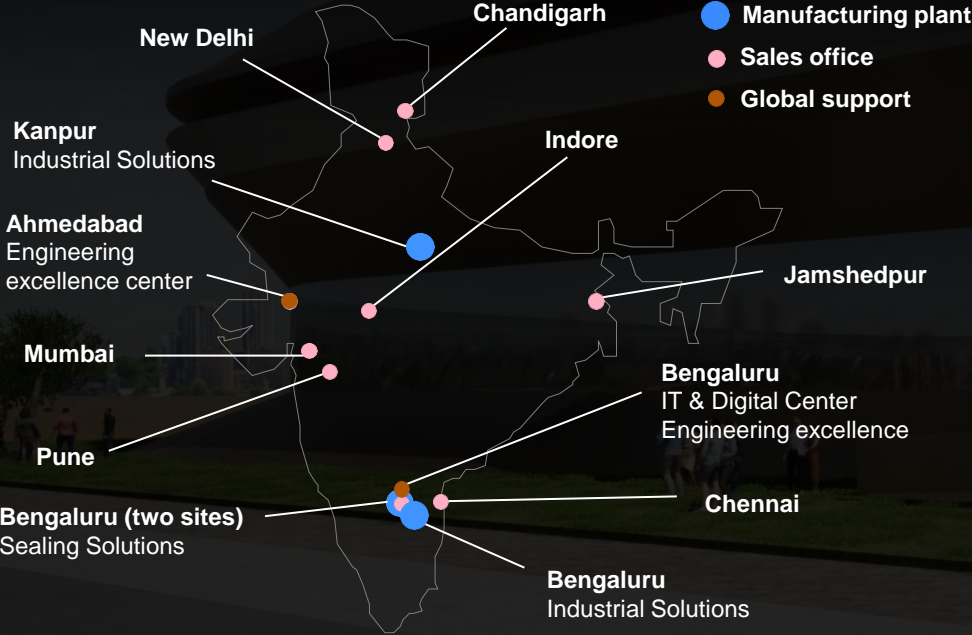 Chandigarh
Manufacturing plant
New Delhi
Sales office
Global support
Kanpur
Industrial Solutions
Indore
Ahmedabad
Engineering
excellence center
Jamshedpur
Mumbai
Bengaluru
IT & Digital Center
Engineering excellence
Pune
Chennai
Bengaluru (two sites)
Sealing Solutions
Bengaluru
Industrial Solutions